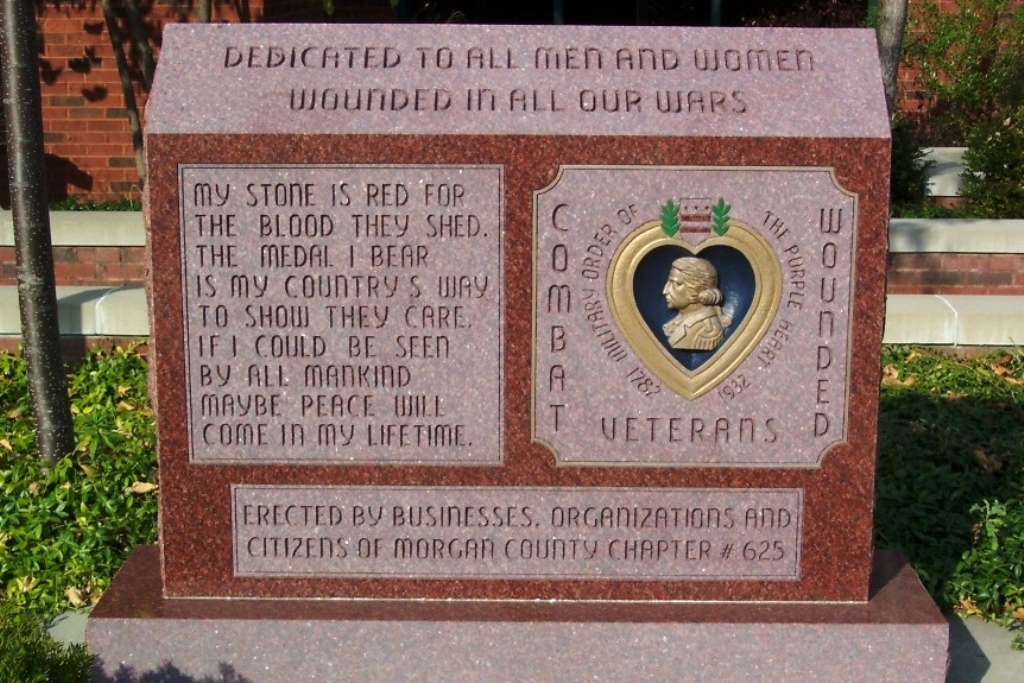 DEDICATED TO ALL MEN AND WOMEN
WOUNDED IN ALL OUR WARS
MY STONE IS RED FOR
THE BLOOD THEY SHED.
THE MEDAL I BEAR
IS MY COUNTRY'S WAY
TO SHOW THEY CARE.
IF I COULD BE SEEN
BY ALL MANKIND
MAYBE PEACE WILL
COME IN MY LIFETIME.
COMBAT
WOUNDED
VETERANS
MILITARY ORDER OF
THE PURPLE HEART
1782
1932
ERECTED BY BUSINESSES, ORGANIZATIONS AND
CITIZENS OF MORGAN COUNTY CHAPTER # 625